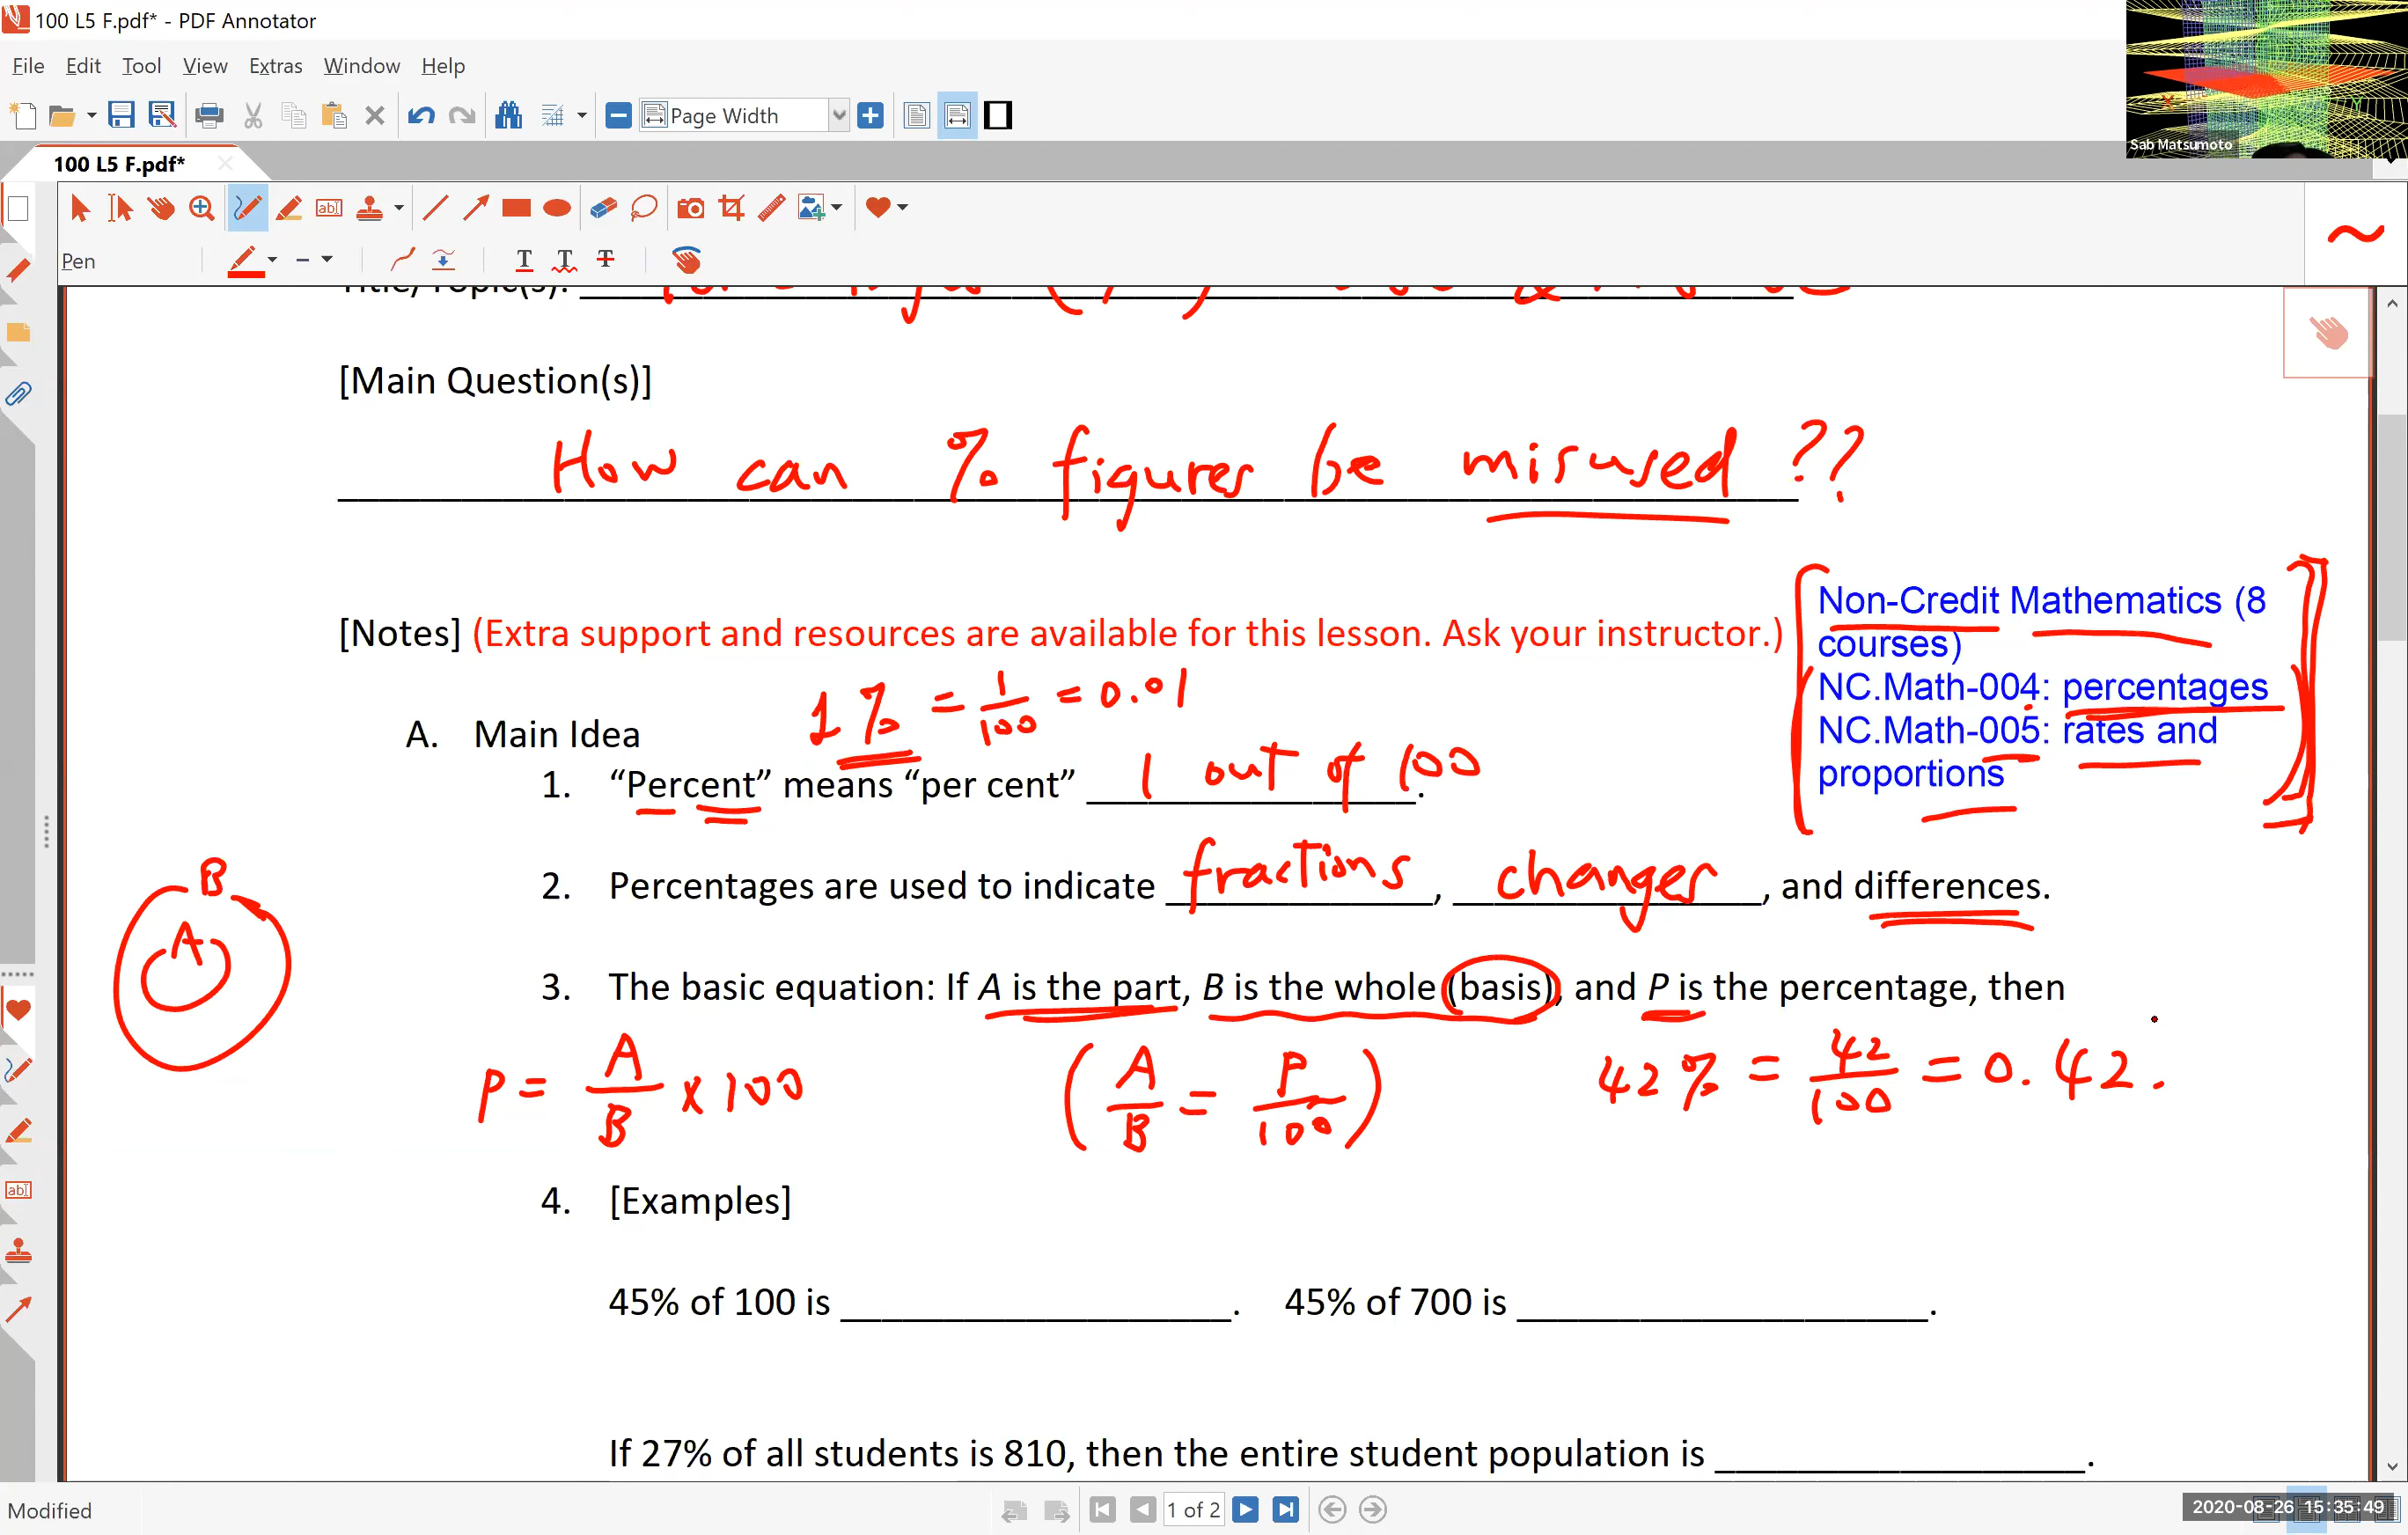 100 L5 F.pdf* - PDF Annotator
File Edit Tool View Extras Window Help
Page Width
Sab Matsumoto
100 L5 F.pdf*
Pen
Title/Topic(s):
[Main Question(s)]
How can % figures be misused ??
Non-Credit Mathematics (8
courses)
NC.Math-004: percentages
NC.Math-005: rates and
proportions
[Notes] (Extra support and resources are available for this lesson. Ask your instructor.)
1% = 1/100 = 0.01
A. Main Idea
1. “Percent” means “per cent” 1 out of 100.
2. Percentages are used to indicate fractions, changes, and differences.
B
A
3. The basic equation: If A is the part, B is the whole (basis), and P is the percentage, then
P = A/B × 100 (A/B = P/100) 42% = 42/100 = 0.42.
4. [Examples]
45% of 100 is ____________________. 45% of 700 is ____________________.
If 27% of all students is 810, then the entire student population is ____________________.
Modified
1 of 2
2020-08-26 15:35:49